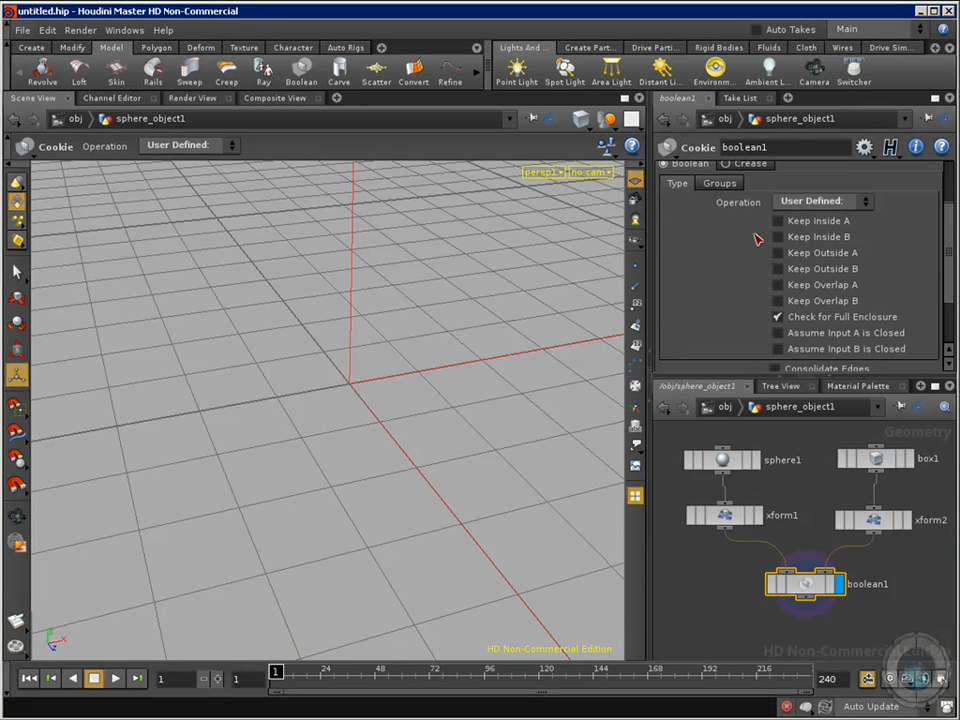 untitled.hip - Houdini Master HD Non-Commercial
File Edit Render Windows Help
Auto Takes Main
Create Modify Model Polygon Deform Texture Character Auto Rigs
Lights And ... Create Part... Drive Parti... Rigid Bodies Fluids Cloth Wires Drive Sim...
Revolve Loft Skin Rails Sweep Creep Ray Boolean Carve Scatter Convert Refine
Point Light Spot Light Area Light Distant Li... Environme... Ambient L... Camera Switcher
Scene View Channel Editor Render View Composite View
boolean1 Take List
obj sphere_object1
obj sphere_object1
Cookie Operation User Defined:
Cookie boolean1
persp1 no cam
Boolean Crease
Type Groups
Operation User Defined:
Keep Inside A
Keep Inside B
Keep Outside A
Keep Outside B
Keep Overlap A
Keep Overlap B
Check for Full Enclosure
Assume Input A is Closed
Assume Input B is Closed
Consolidate Edges
/obj/sphere_object1 Tree View Material Palette
obj sphere_object1
Geometry
sphere1 box1
xform1 xform2
boolean1
HD Non-Commercial Edition
HD Non-Commercial Edition
1 1 1 24 48 72 96 120 144 168 192 216 240
Auto Update